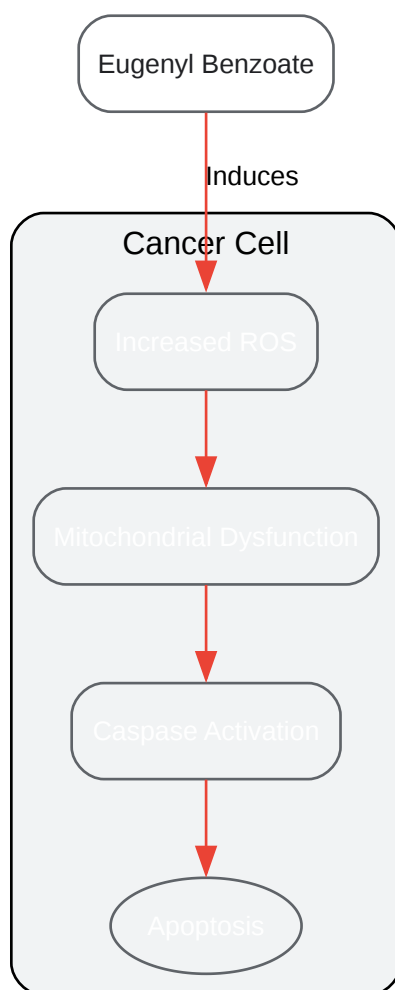 Eugenyl Benzoate
Induces
Cancer Cell
Increased ROS
Mitochondrial Dysfunction
Caspase Activation
Apoptosis